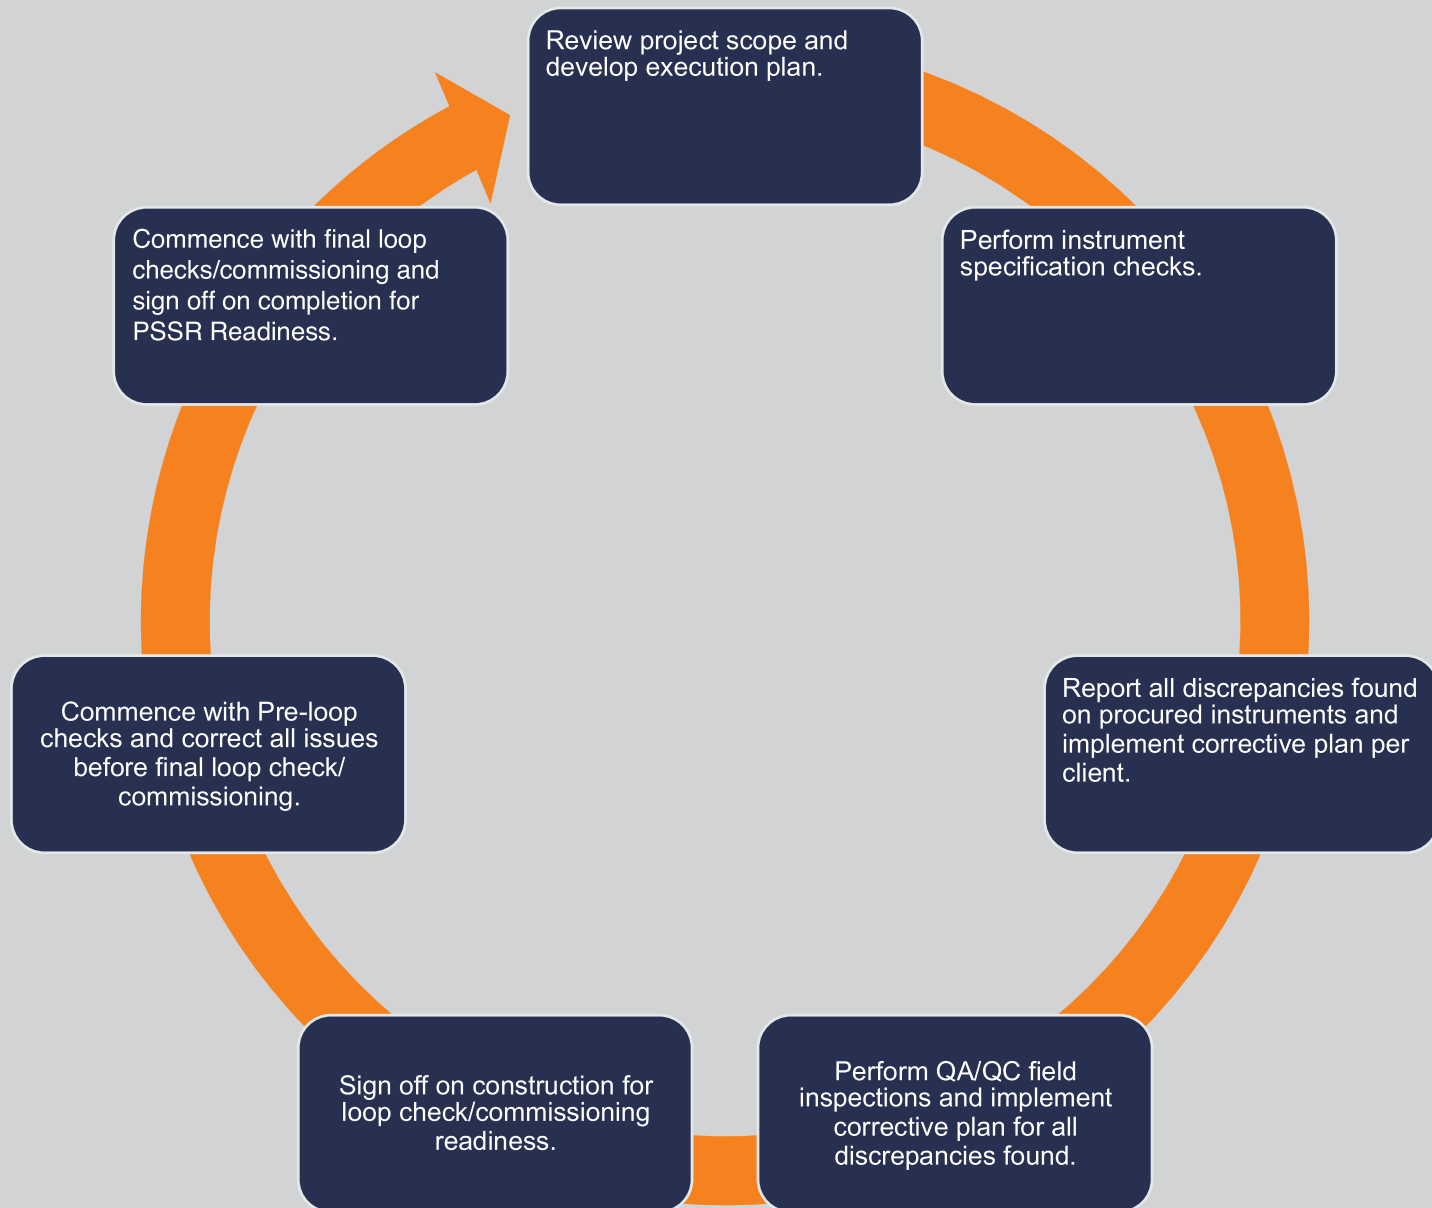 Review project scope and
develop execution plan.
Perform instrument
specification checks.
Report all discrepancies found
on procured instruments and
implement corrective plan per
client.
Perform QA/QC field
inspections and implement
corrective plan for all
discrepancies found.
Sign off on construction for
loop check/commissioning
readiness.
Commence with Pre-loop
checks and correct all issues
before final loop check/
commissioning.
Commence with final loop
checks/commissioning and
sign off on completion for
PSSR Readiness.